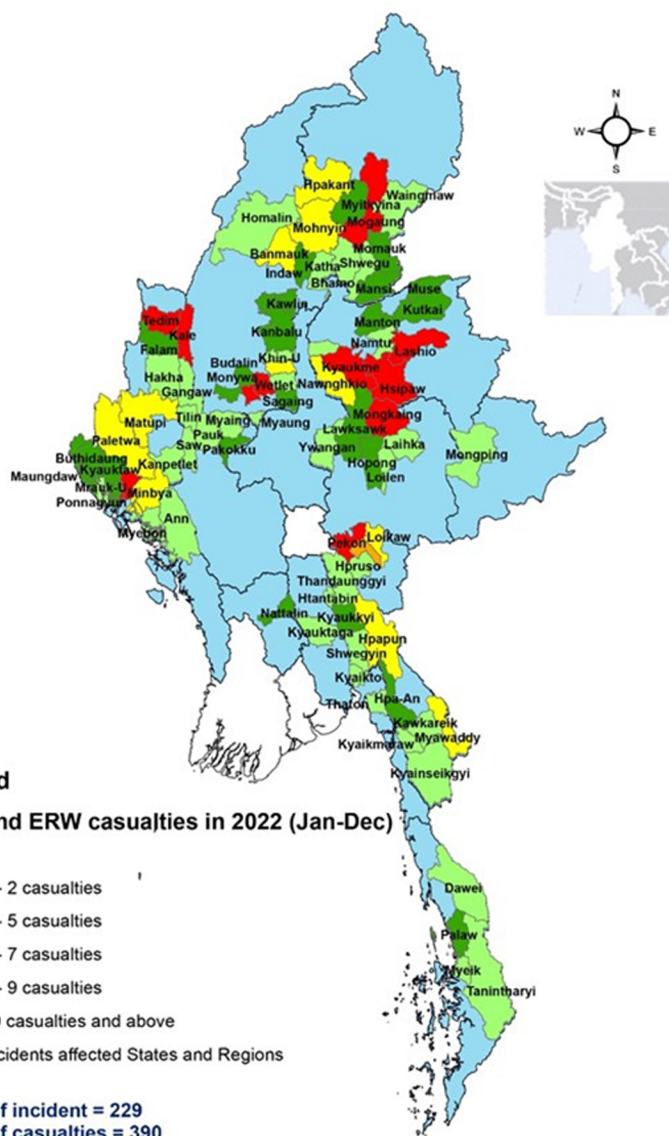 N
W E
S
Hpakant
Waingmaw
Myitkyina
Homalin
Mogaung
Mohnyin
Momauk
Banmauk
Shwegu
Katha
Indaw
Bhamo
Mansi
Muse
Kawlin
Kutkai
Tedim
Manton
Kanbalu
Kale
Namtu
Falam
Lashio
Khin-U
Budalin
Kyaukme
Hakha
Monywa
Wetlet
Nawnghkio
Hsipaw
Gangaw
Sagaing
Mongkaing
Tilin
Myaing
Myaung
Matupi
Lawksawk
Pauk
Paletwa
Saw
Pakokku
Ywangan
Laihka
Mongping
Buthidaung
Kyauktaw
Kanpetlet
Hopong
Maungdaw
Loilen
Mrauk-U
Minbya
Ponnagyun
Ann
Myebon
Pekon
Loikaw
Hpruso
Thandaunggyi
Htantabin
Nattalin
Kyaukkyi
Kyauktaga
Hpapun
Shwegyin
Kyaikto
Thaton
Hpa-An
Kawkareik
Myawaddy
Kyaikmaraw
Kyainseikgyi
d
nd ERW casualties in 2022 (Jan-Dec)
- 2 casualties
Dawei
- 5 casualties
Palaw
- 7 casualties
Myeik
- 9 casualties
Tanintharyi
casualties and above
cidents affected States and Regions
f incident = 229
f casualties = 390